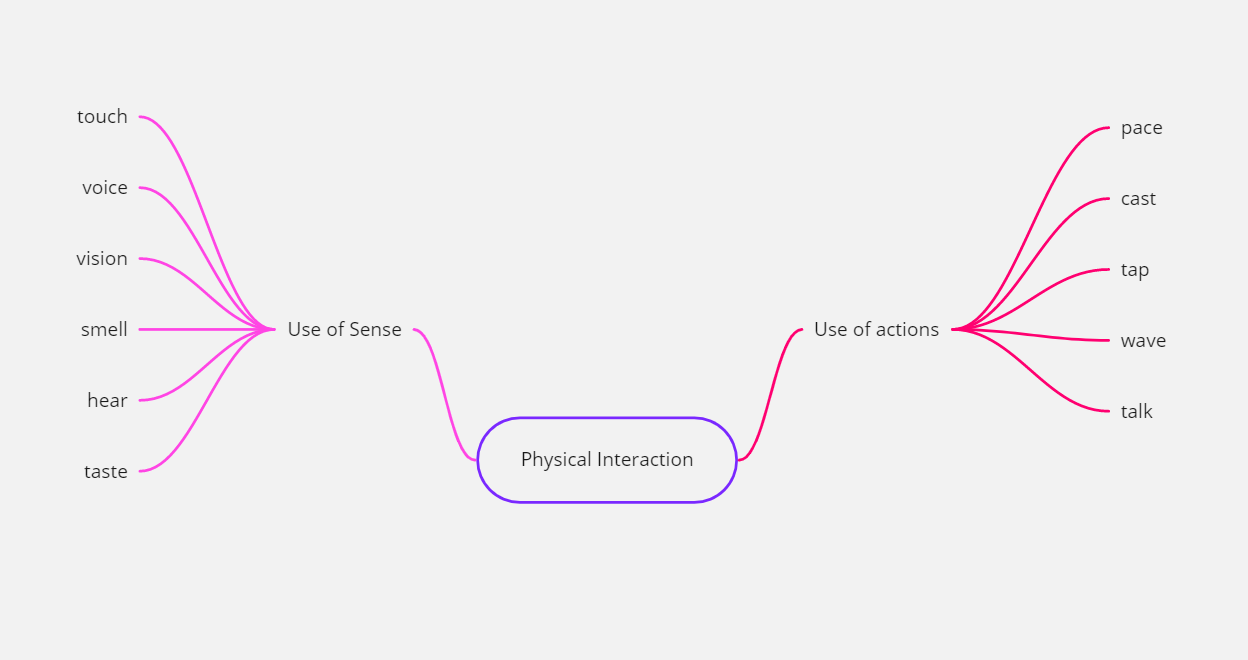 touch
voice
vision
smell
hear
taste
Use of Sense
Physical Interaction
Use of actions
pace
cast
tap
wave
talk